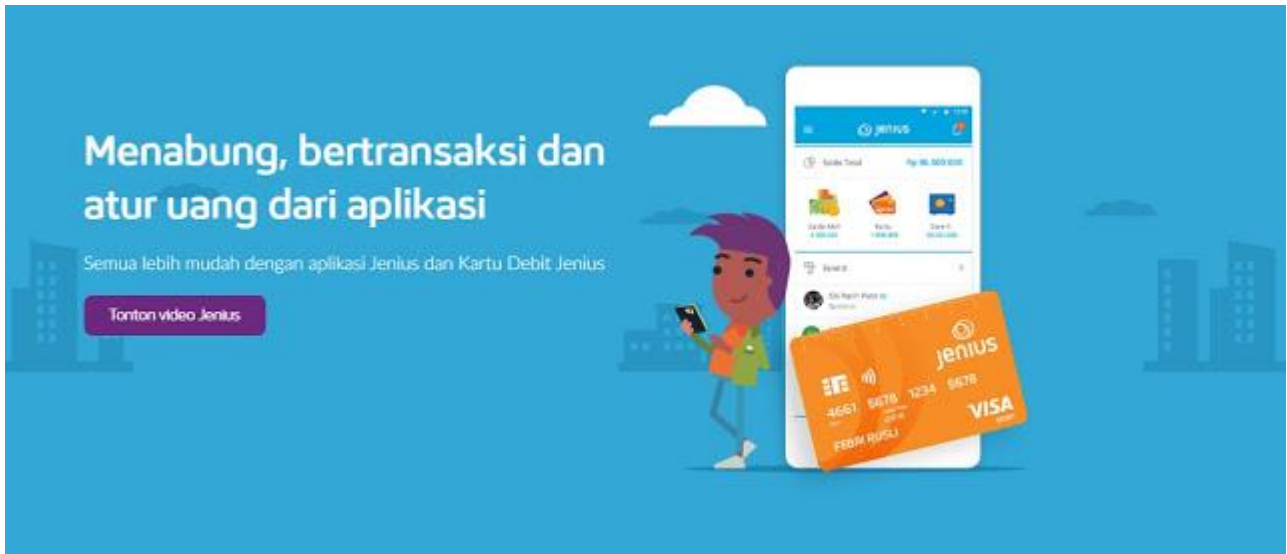 Menabung, bertransaksi dan
atur uang dari aplikasi
Semua lebih mudah dengan aplikasi Jenius dan Kartu Debit Jenius
Tonton video Jenius
jenius
Saldo Total
jenius
4661 5678 1234 5678
VISA
FEBRI RUSLI